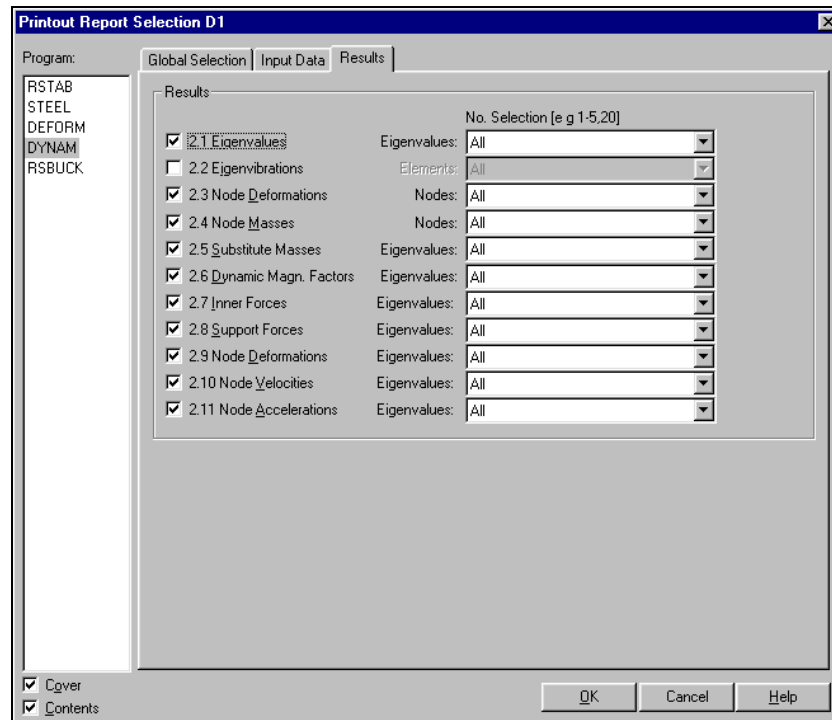 Printout Report Selection D1
Program:
RSTAB
STEEL
DEFORM
DYNAM
RSBUCK
Global Selection Input Data Results
Results
No. Selection [e g 1-5,20]
2.1 Eigenvalues Eigenvalues: All
2.2 Eigenvibrations Elements: All
2.3 Node Deformations Nodes: All
2.4 Node Masses Nodes: All
2.5 Substitute Masses Eigenvalues: All
2.6 Dynamic Magn. Factors Eigenvalues: All
2.7 Inner Forces Eigenvalues: All
2.8 Support Forces Eigenvalues: All
2.9 Node Deformations Eigenvalues: All
2.10 Node Velocities Eigenvalues: All
2.11 Node Accelerations Eigenvalues: All
Cover
Contents
OK Cancel Help